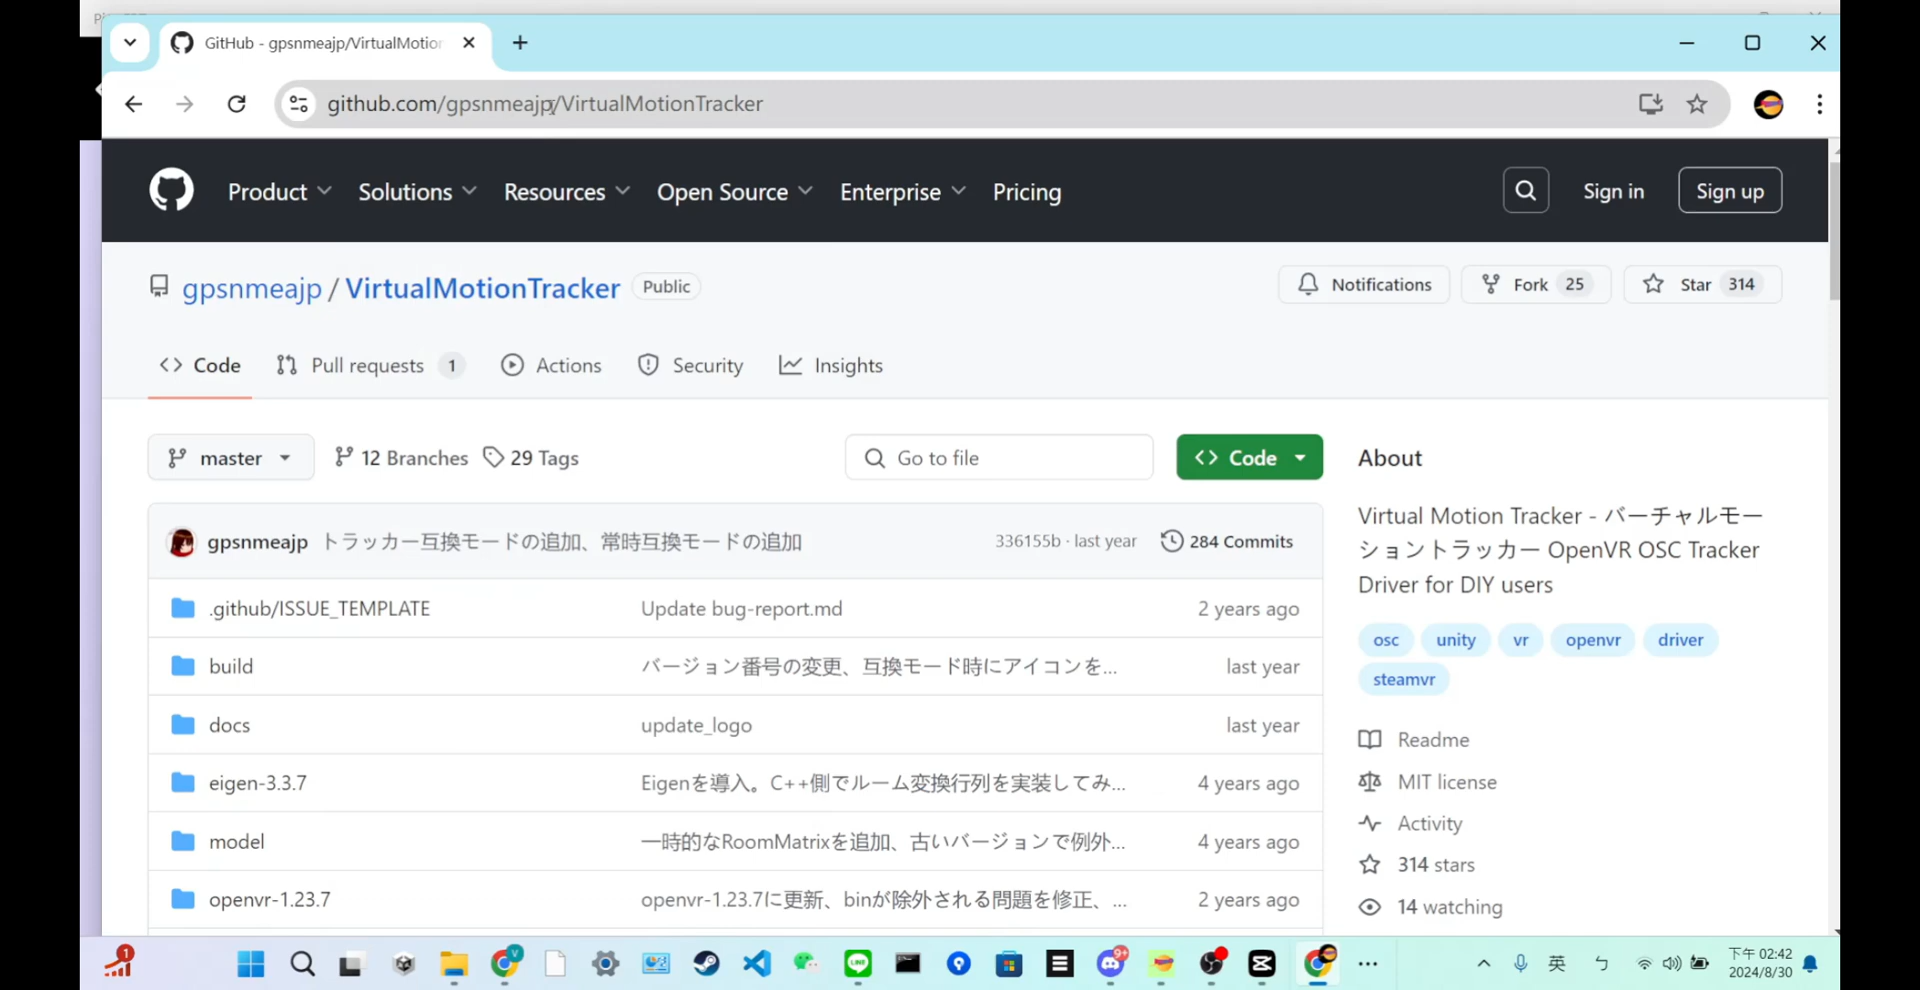 GitHub - gpsnmeajp/VirtualMotion
github.com/gpsnmeajp/VirtualMotionTracker
Product
Solutions
Resources
Open Source
Enterprise
Pricing
Sign in
Sign up
gpsnmeajp / VirtualMotionTracker
Public
Notifications
Fork 25
Star 314
Code
Pull requests 1
Actions
Security
Insights
master
12 Branches
29 Tags
Go to file
Code
gpsnmeajp トラッカー互換モードの追加、常時互換モードの追加
336155b · last year
284 Commits
.github/ISSUE_TEMPLATE
Update bug-report.md
2 years ago
build
バージョン番号の変更、互換モード時にアイコンを...
last year
docs
update_logo
last year
eigen-3.3.7
Eigenを導入。C++側でルーム変換行列を実装してみ...
4 years ago
model
一時的なRoomMatrixを追加、古いバージョンで例外...
4 years ago
openvr-1.23.7
openvr-1.23.7に更新、binが除外される問題を修正、...
2 years ago
About
Virtual Motion Tracker - バーチャルモー
ショントラッカー OpenVR OSC Tracker
Driver for DIY users
osc
unity
vr
openvr
driver
steamvr
Readme
MIT license
Activity
314 stars
14 watching
1
V
LINE
9+
英
ㄅ
下午 02:42
2024/8/30